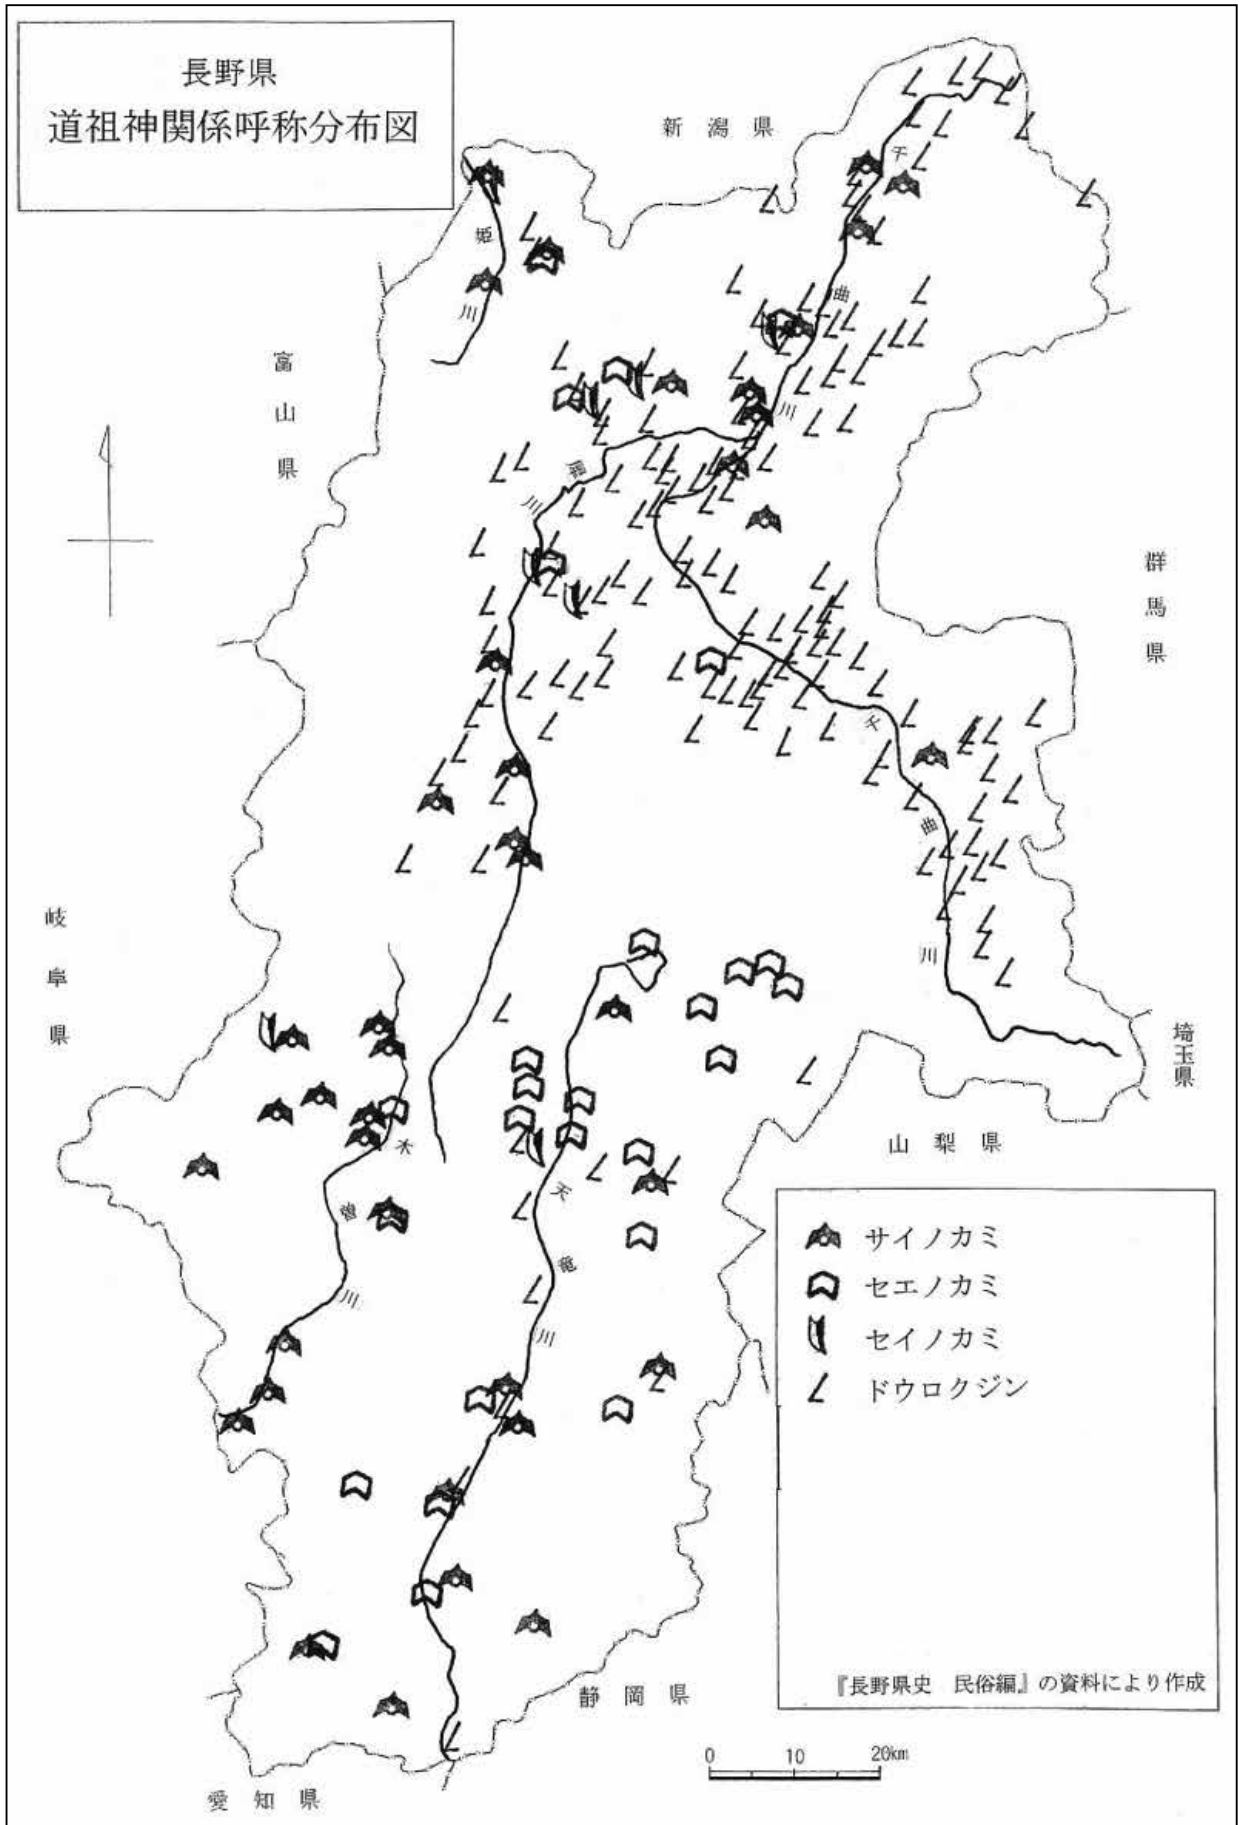 長野県
道祖神関係呼称分布図
新潟県
富山県
群馬県
岐阜県
埼玉県
山梨県
静岡県
愛知県
姫川
千曲川
犀川
千曲川
木曽川
天竜川
サイノカミ
セエノカミ
セイノカミ
ドウロクジン
『長野県史 民俗編』の資料により作成
0 10 20km